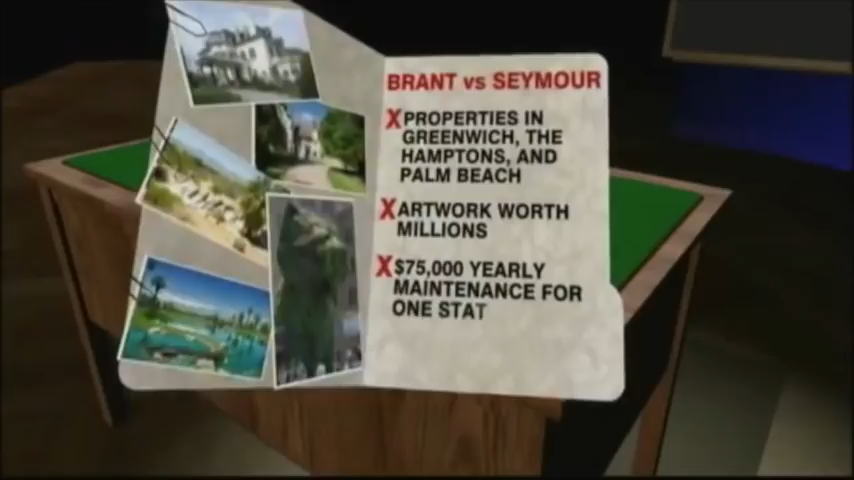 BRANT vs SEYMOUR
X PROPERTIES IN
GREENWICH, THE
HAMPTONS, AND
PALM BEACH
X ARTWORK WORTH
MILLIONS
X $75,000 YEARLY
MAINTENANCE FOR
ONE STAT